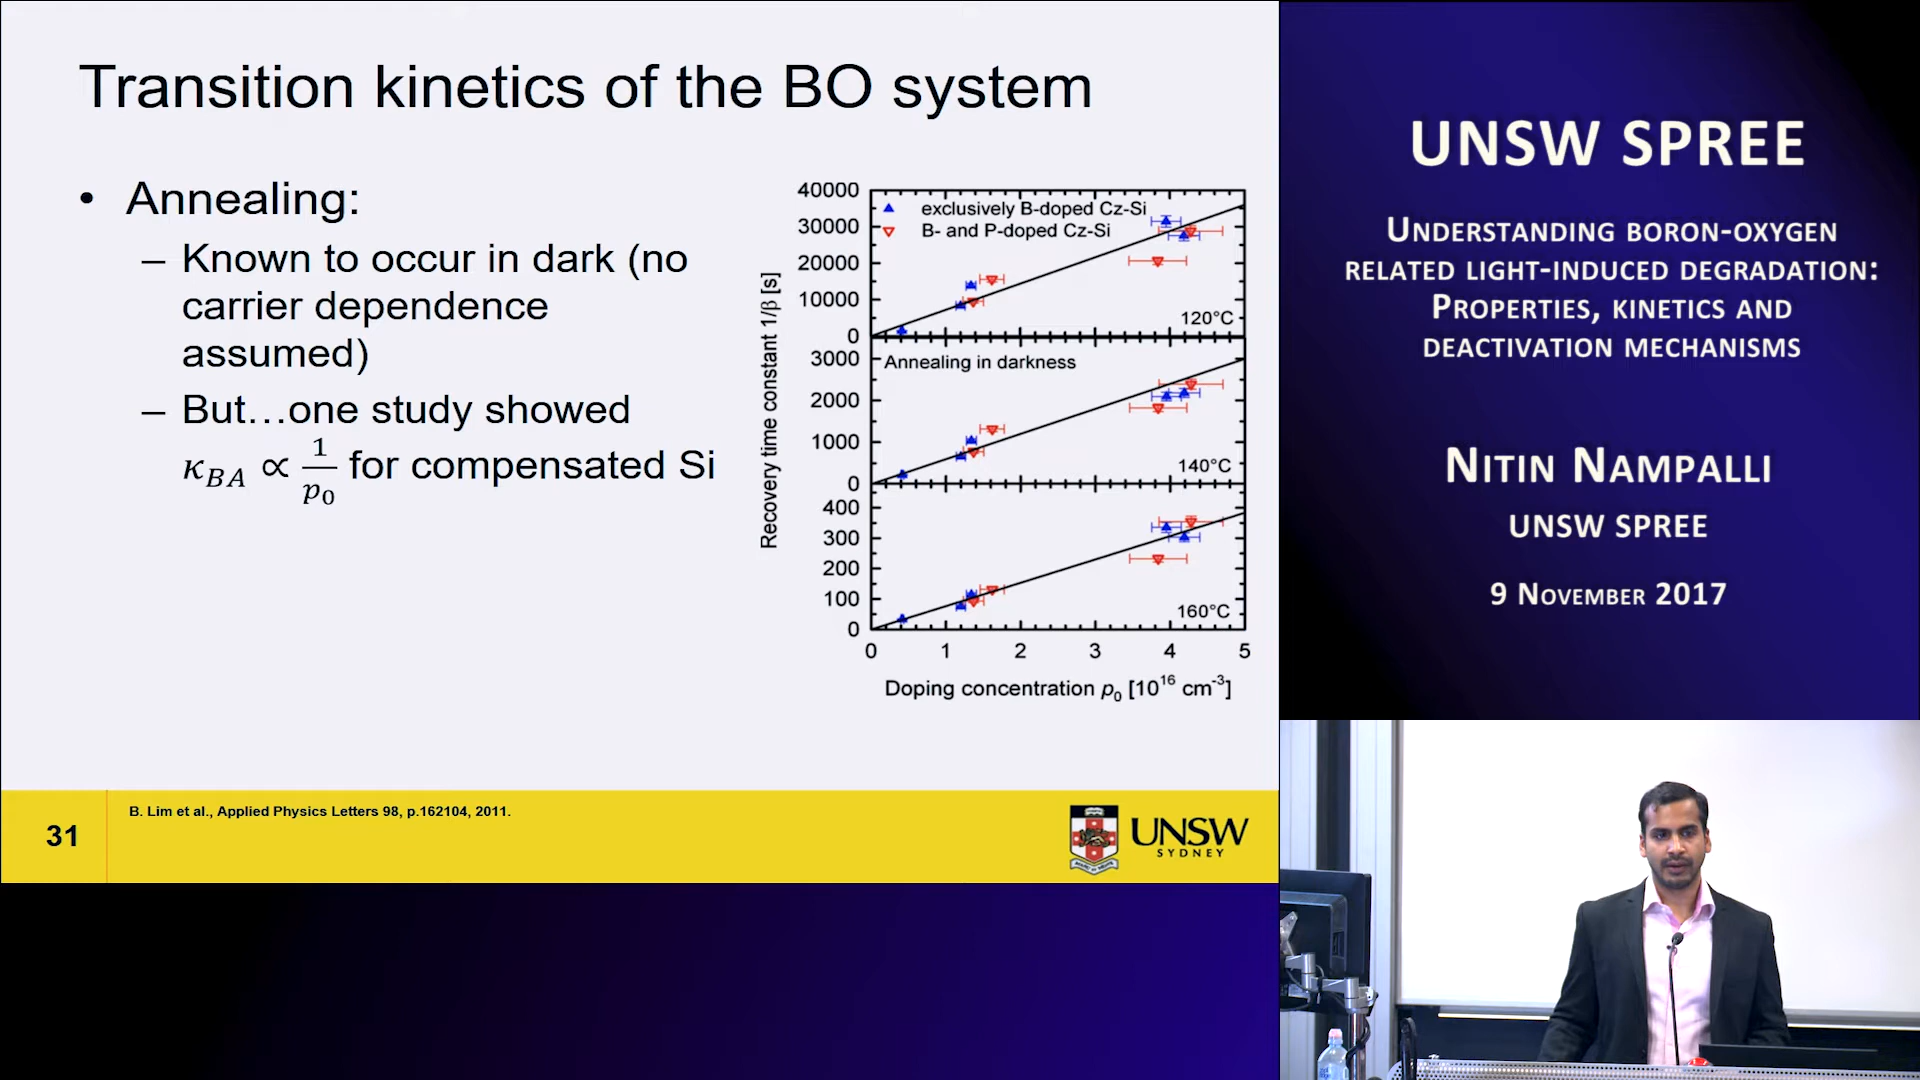 Transition kinetics of the BO system
• Annealing:
– Known to occur in dark (no
carrier dependence
assumed)
– But…one study showed
κ_BA ∝ 1/p₀ for compensated Si
40000
30000
20000
10000
0
exclusively B-doped Cz-Si
B- and P-doped Cz-Si
120°C
3000
2000
1000
0
Annealing in darkness
140°C
400
300
200
100
0
160°C
0 1 2 3 4 5
Recovery time constant 1/β [s]
Doping concentration p₀ [10¹⁶ cm⁻³]
31
B. Lim et al., Applied Physics Letters 98, p.162104, 2011.
UNSW
SYDNEY
UNSW SPREE
UNDERSTANDING BORON-OXYGEN
RELATED LIGHT-INDUCED DEGRADATION:
PROPERTIES, KINETICS AND
DEACTIVATION MECHANISMS
NITIN NAMPALLI
UNSW SPREE
9 NOVEMBER 2017